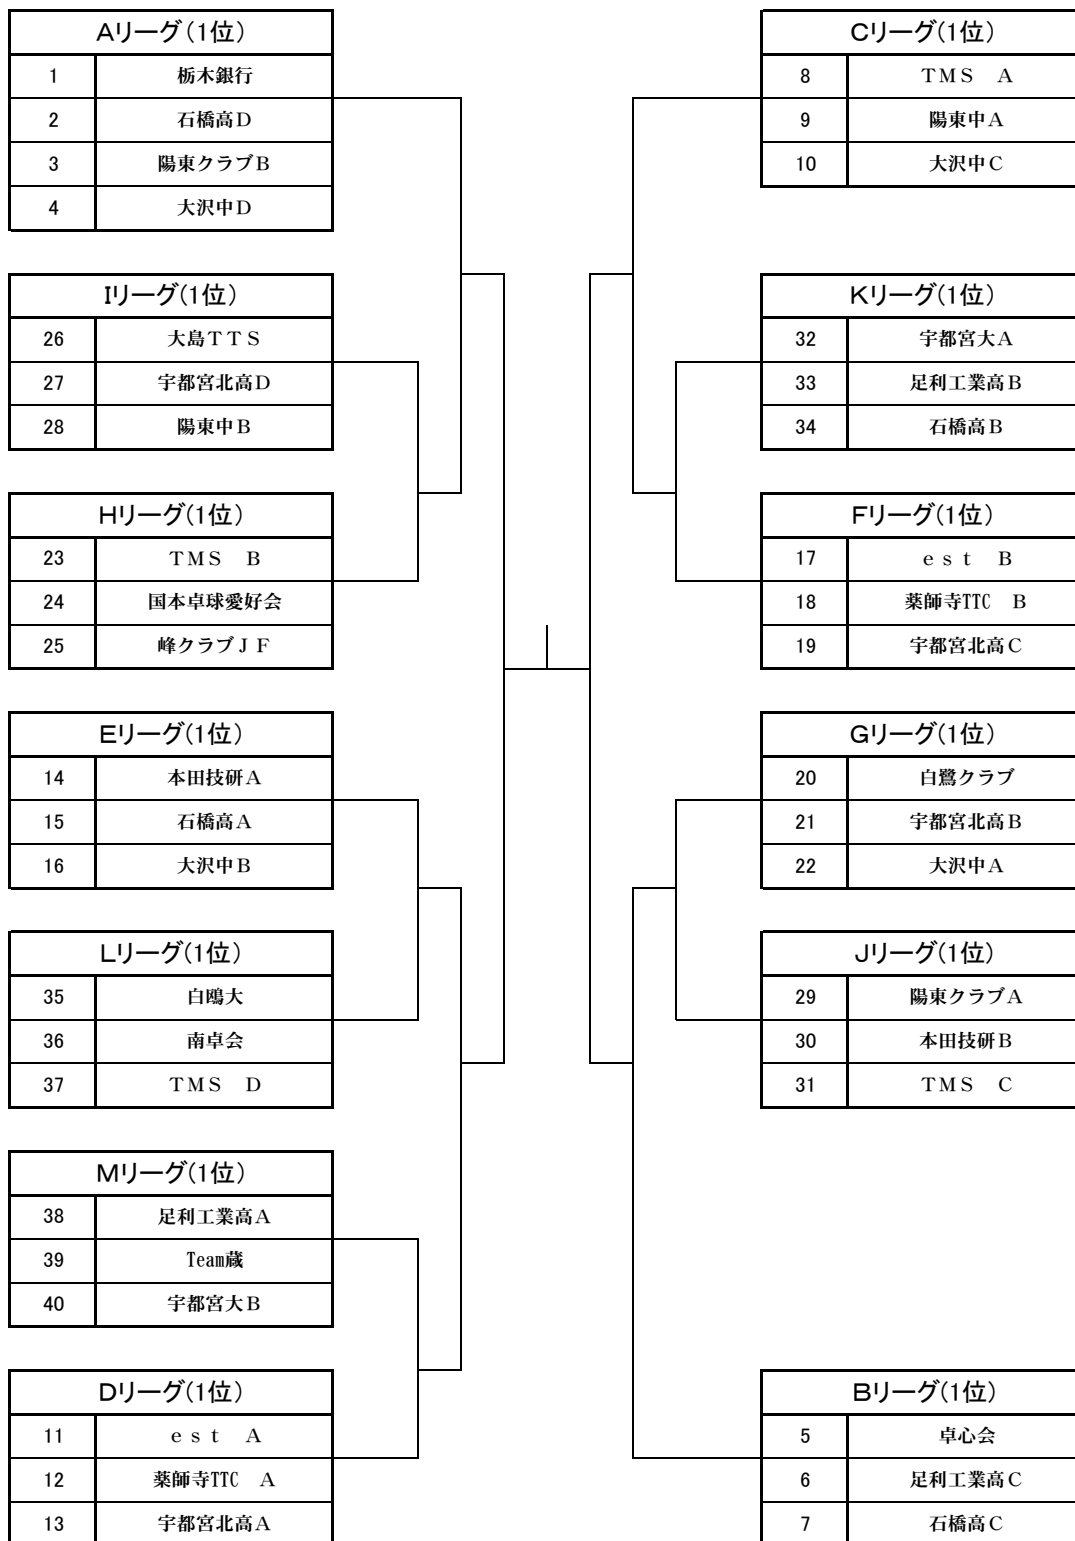 Aリーグ(1位)
1 栃木銀行
2 石橋高D
3 陽東クラブB
4 大沢中D
Iリーグ(1位)
26 大島TTS
27 宇都宮北高D
28 陽東中B
Hリーグ(1位)
23 TMS B
24 国本卓球愛好会
25 峰クラブJF
Eリーグ(1位)
14 本田技研A
15 石橋高A
16 大沢中B
Lリーグ(1位)
35 白鴎大
36 南卓会
37 TMS D
Mリーグ(1位)
38 足利工業高A
39 Team蔵
40 宇都宮大B
Dリーグ(1位)
11 est A
12 薬師寺TTC A
13 宇都宮北高A
Cリーグ(1位)
8 TMS A
9 陽東中A
10 大沢中C
Kリーグ(1位)
32 宇都宮大A
33 足利工業高B
34 石橋高B
Fリーグ(1位)
17 est B
18 薬師寺TTC B
19 宇都宮北高C
Gリーグ(1位)
20 白鷺クラブ
21 宇都宮北高B
22 大沢中A
Jリーグ(1位)
29 陽東クラブA
30 本田技研B
31 TMS C
Bリーグ(1位)
5 卓心会
6 足利工業高C
7 石橋高C